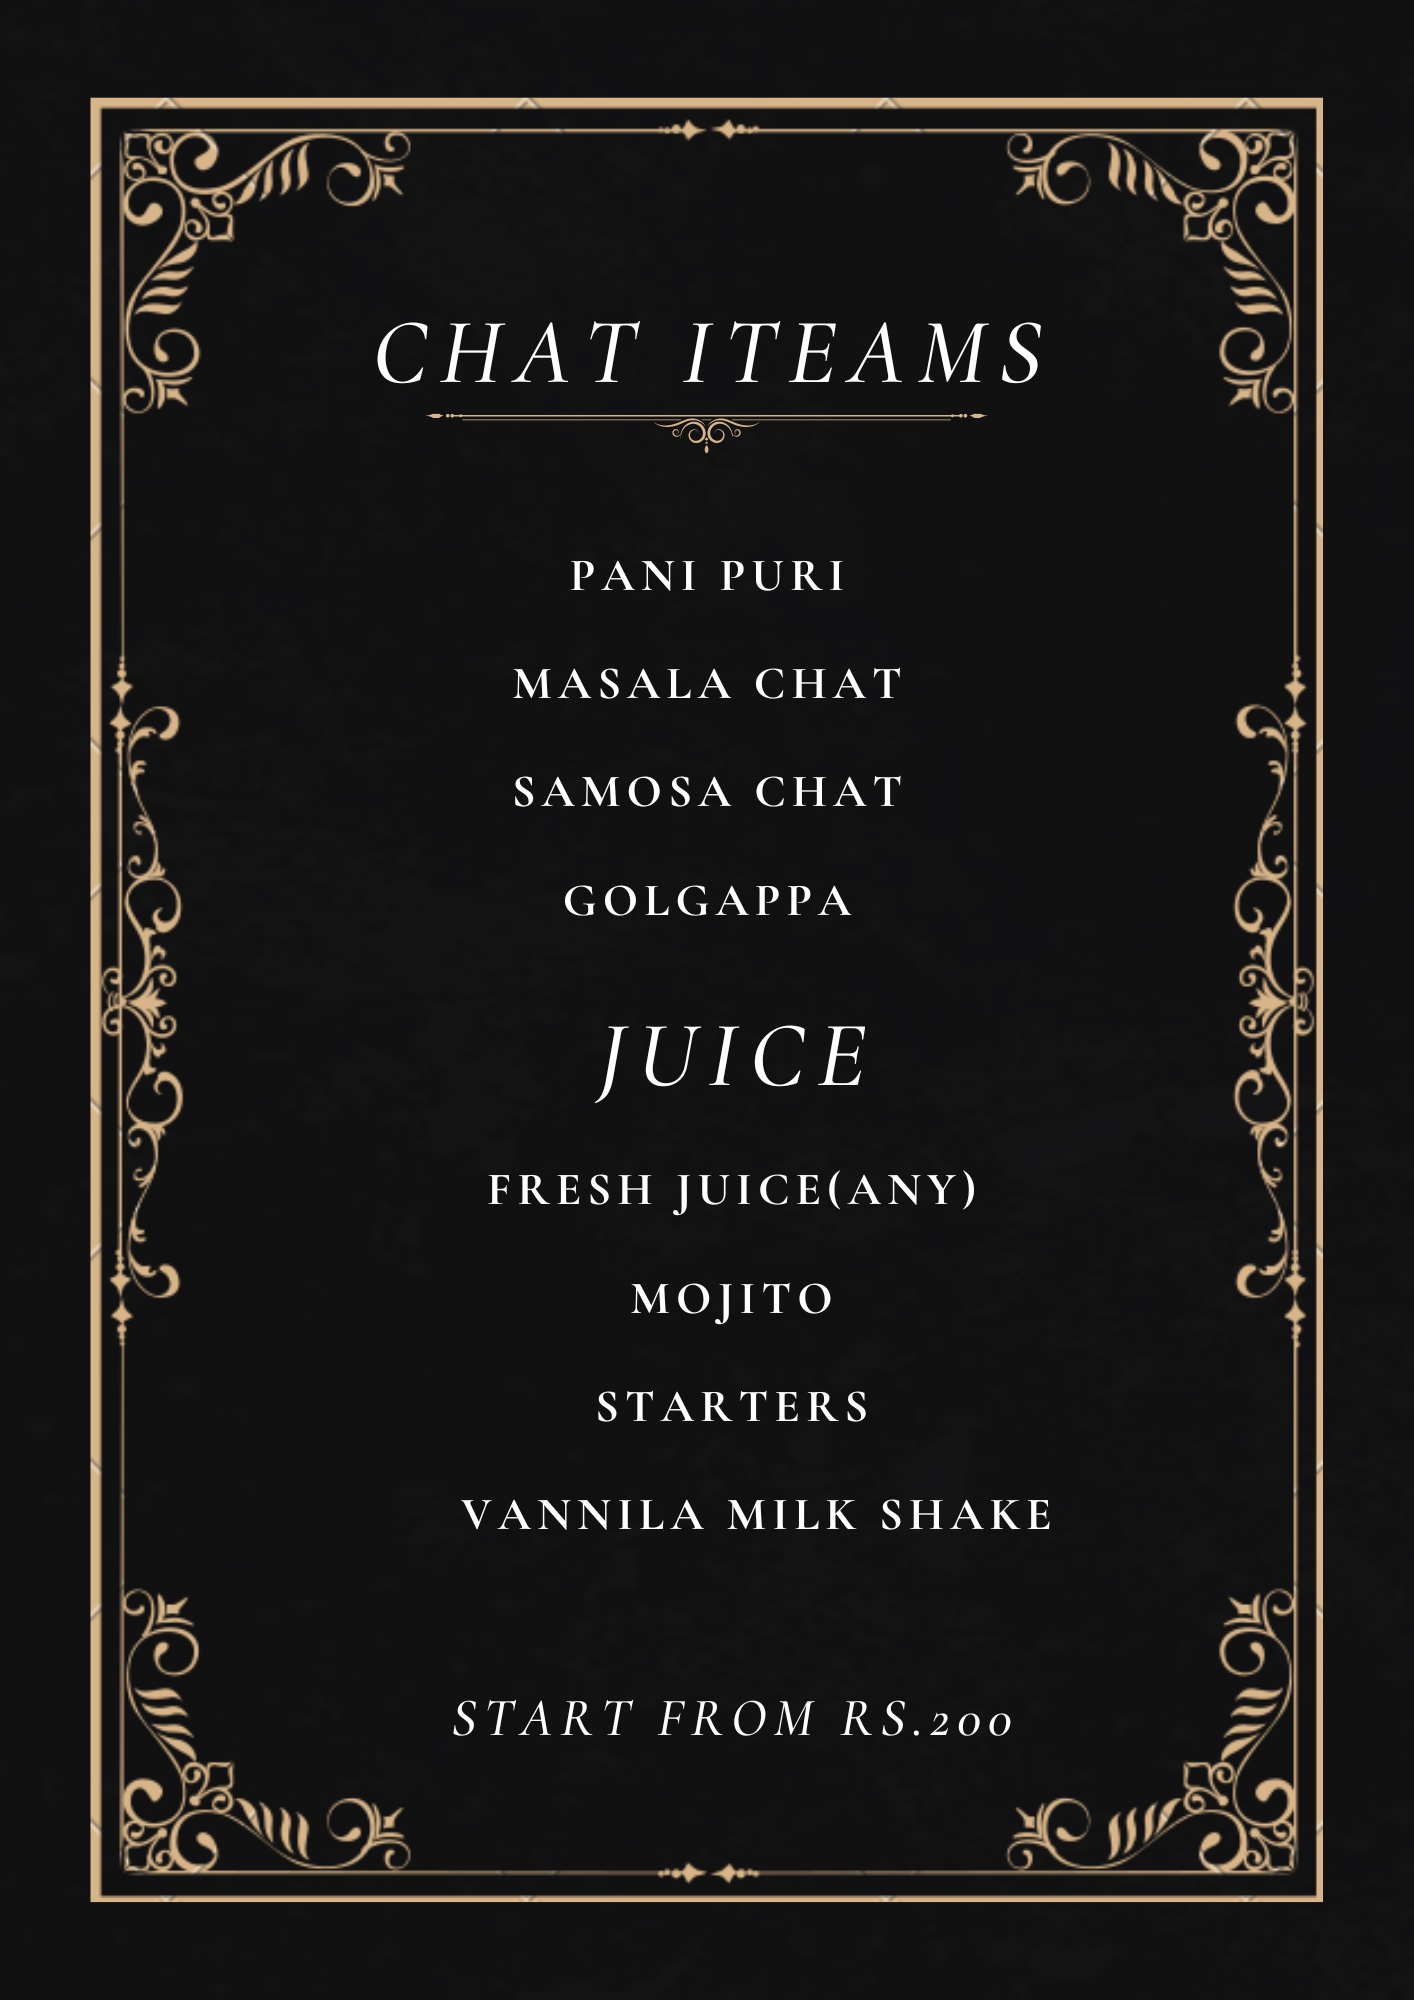 CHAT ITEAMS
PANI PURI
MASALA CHAT
SAMOSA CHAT
GOLGAPPA
JUICE
FRESH JUICE(ANY)
MOJITO
STARTERS
VANNILA MILK SHAKE
START FROM RS.200